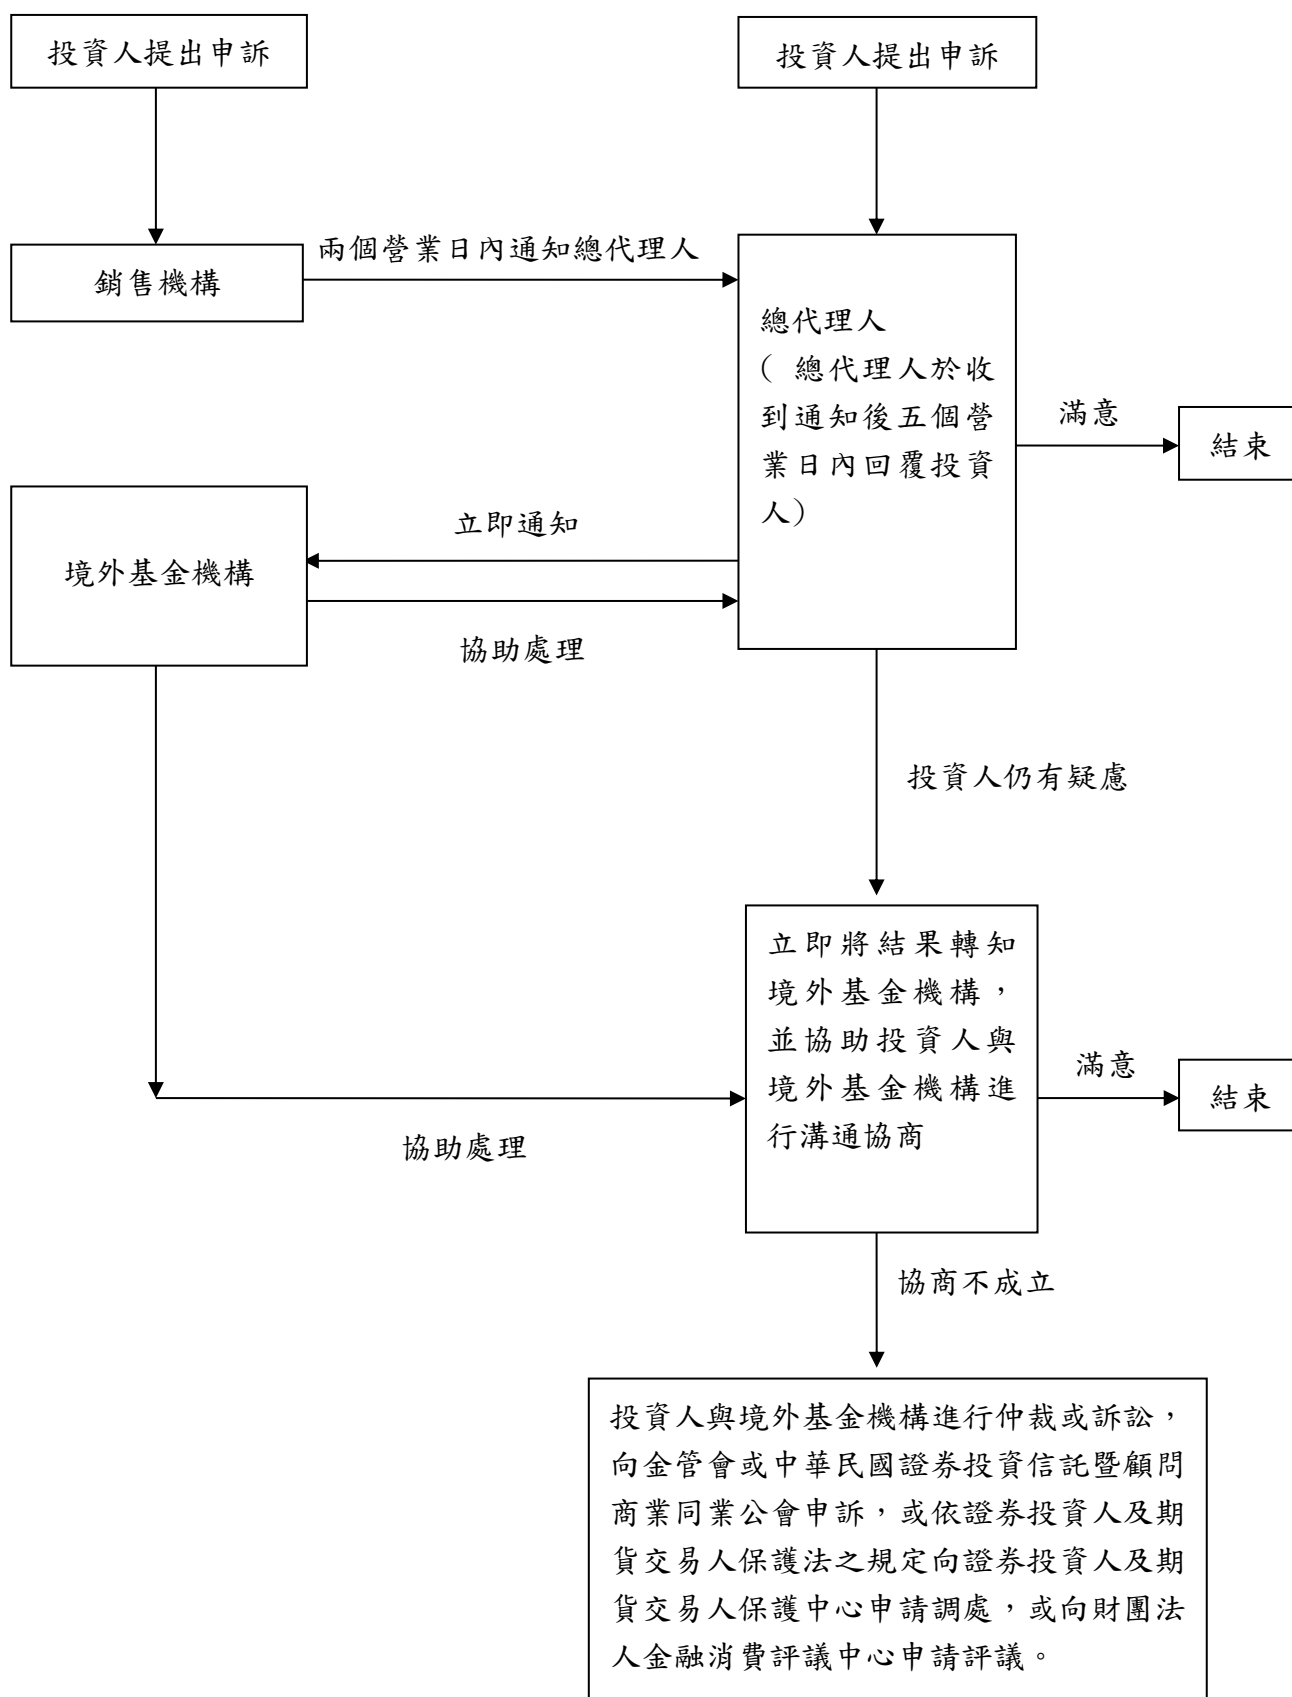 投資人提出申訴
投資人提出申訴
兩個營業日內通知總代理人
銷售機構
總代理人
( 總代理人於收
到通知後五個營
業日內回覆投資
人)
滿意
結束
立即通知
境外基金機構
協助處理
投資人仍有疑慮
立即將結果轉知
境外基金機構，
並協助投資人與
境外基金機構進
行溝通協商
滿意
結束
協助處理
協商不成立
投資人與境外基金機構進行仲裁或訴訟，
向金管會或中華民國證券投資信託暨顧問
商業同業公會申訴，或依證券投資人及期
貨交易人保護法之規定向證券投資人及期
貨交易人保護中心申請調處，或向財團法
人金融消費評議中心申請評議。